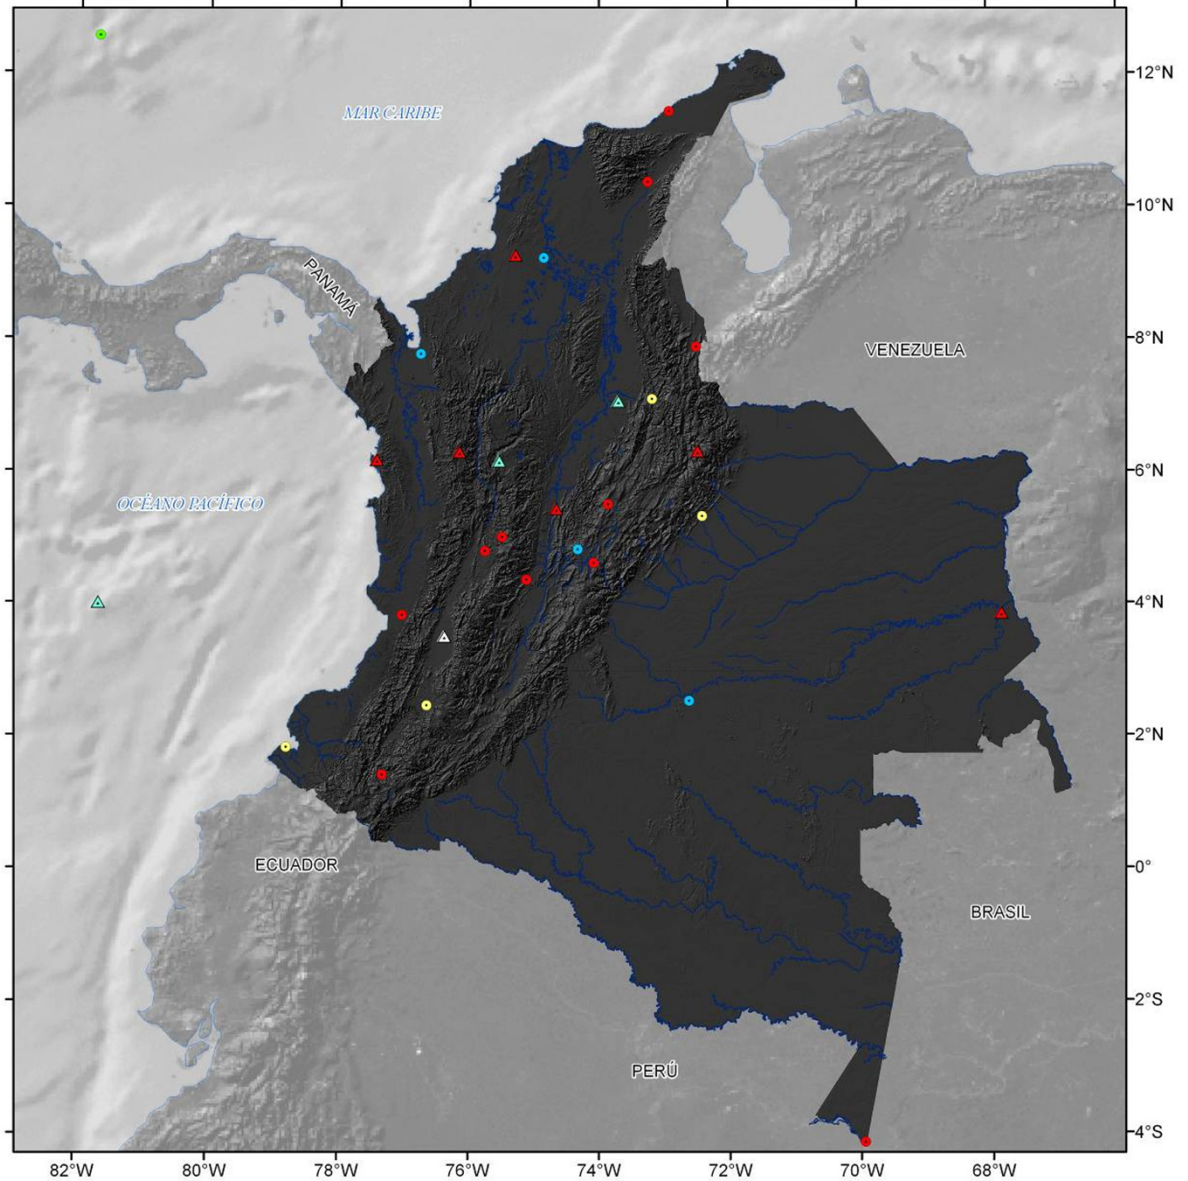 12°N
MAR CARIBE
10°N
PANAMÁ
8°N
VENEZUELA
6°N
OCÉANO PACÍFICO
4°N
2°N
ECUADOR
0°
BRASIL
2°S
PERÚ
4°S
82°W 80°W 78°W 76°W 74°W 72°W 70°W 68°W